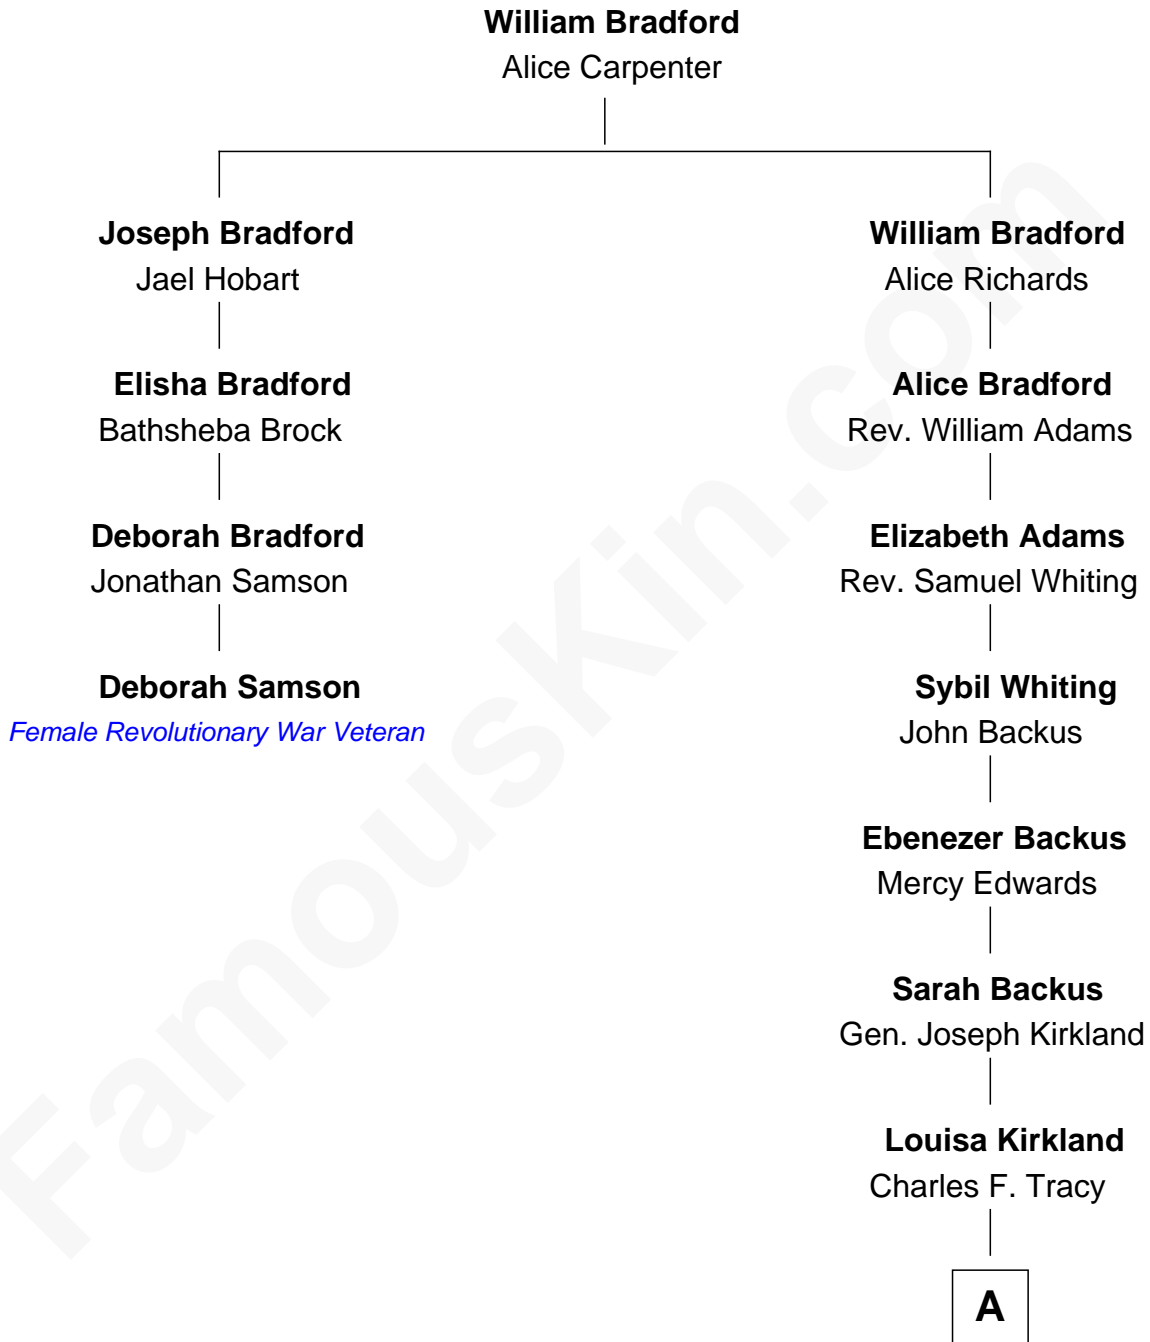 William Bradford
Alice Carpenter
Joseph Bradford
Jael Hobart
William Bradford
Alice Richards
Elisha Bradford
Bathsheba Brock
Alice Bradford
Rev. William Adams
Deborah Bradford
Jonathan Samson
Elizabeth Adams
Rev. Samuel Whiting
Deborah Samson
Female Revolutionary War Veteran
Sybil Whiting
John Backus
Ebenezer Backus
Mercy Edwards
Sarah Backus
Gen. Joseph Kirkland
Louisa Kirkland
Charles F. Tracy
A
FamousKin.com